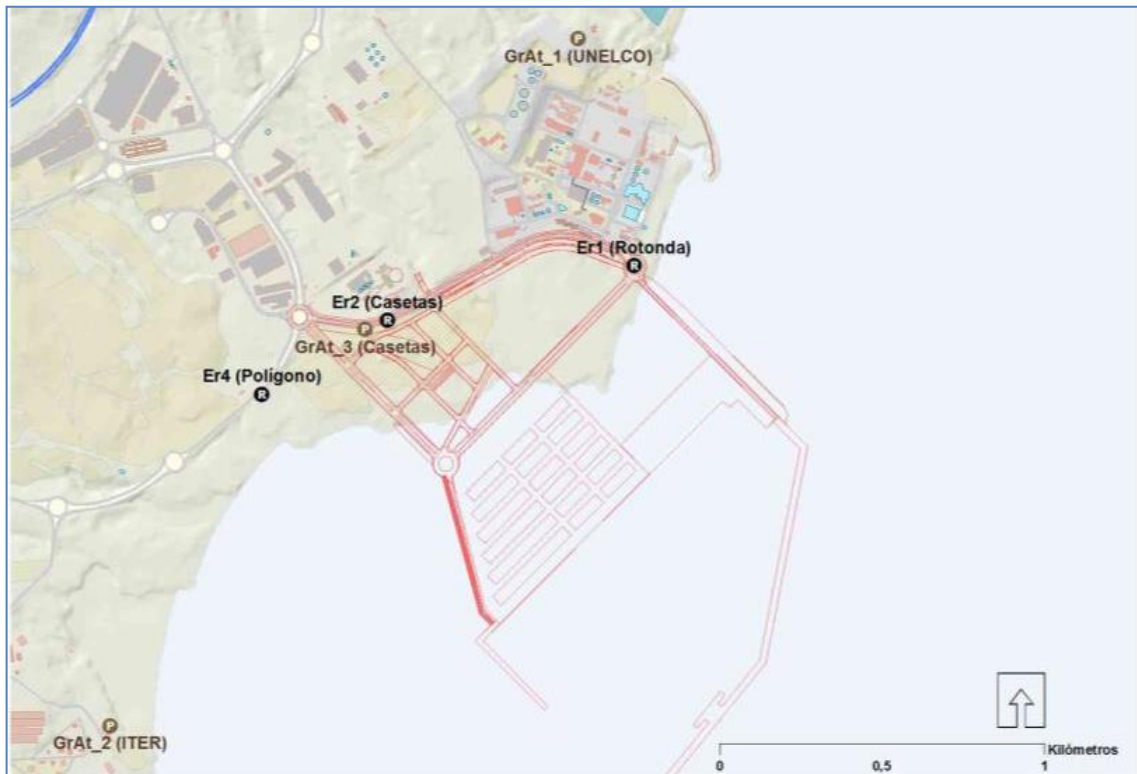 P
GrAt_1 (UNELCO)
Er1 (Rotonda)
R
Er2 (Casetas)
R
P
GrAt_3 (Casetas)
Er4 (Polígono)
R
P
GrAt_2 (ITER)
Kilómetros
0 0,5 1